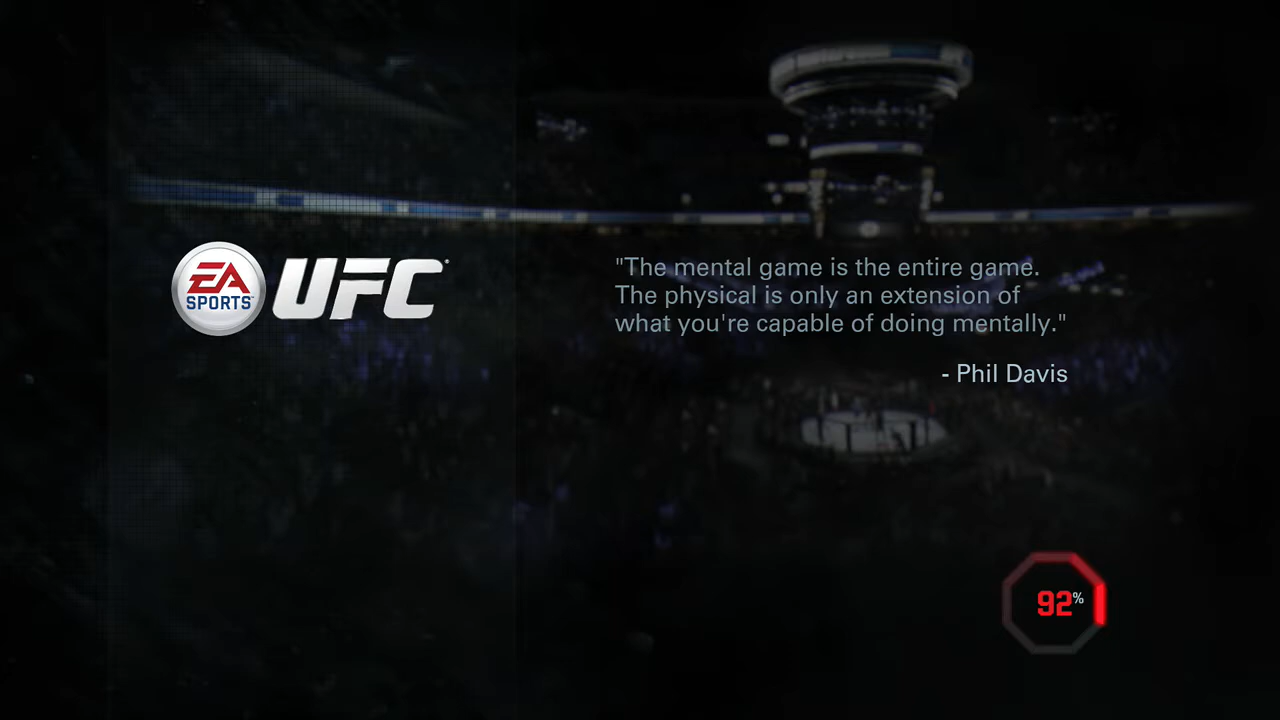 EA
SPORTS™
UFC®
"The mental game is the entire game.
The physical is only an extension of
what you're capable of doing mentally."
- Phil Davis
92%